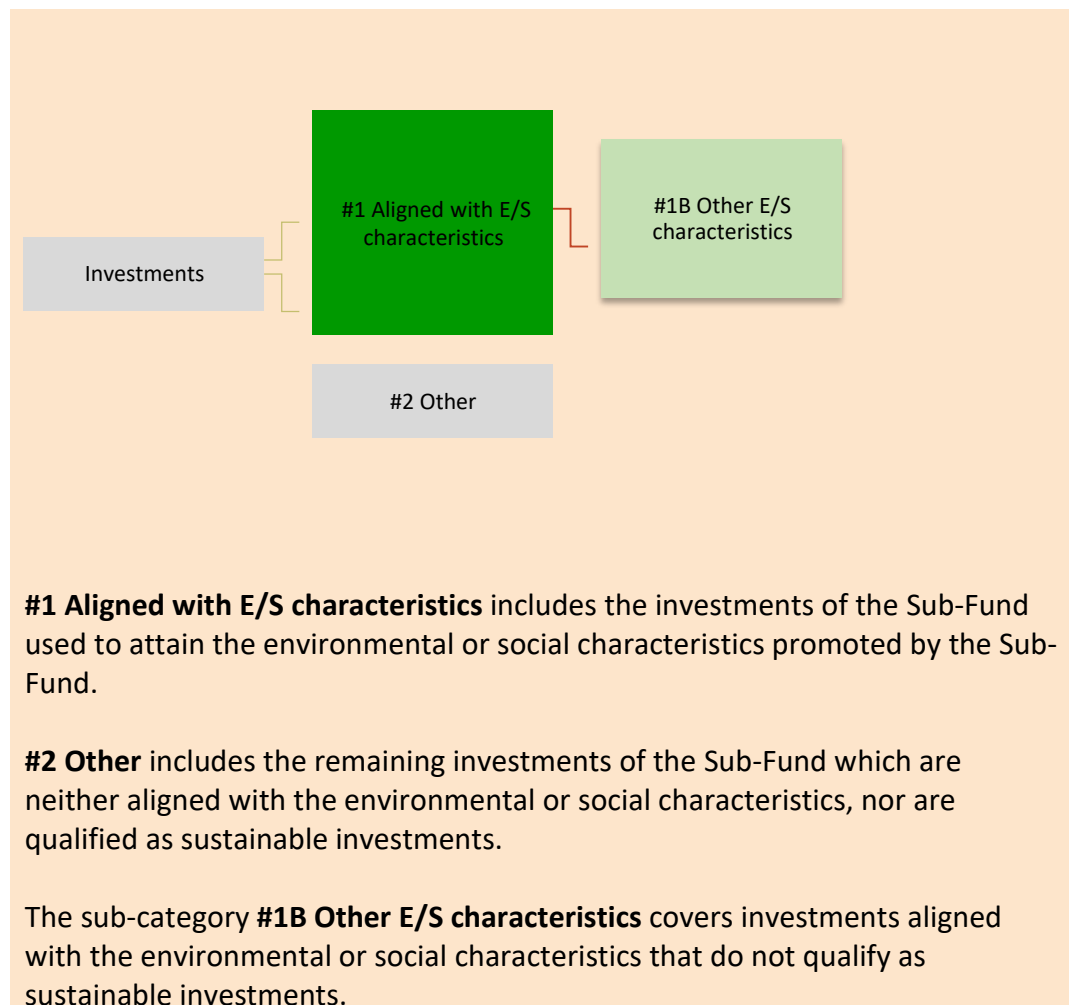 #1 Aligned with E/S
characteristics
#1B Other E/S
characteristics
Investments
#2 Other
#1 Aligned with E/S characteristics includes the investments of the Sub-Fund
used to attain the environmental or social characteristics promoted by the Sub-
Fund.
#2 Other includes the remaining investments of the Sub-Fund which are
neither aligned with the environmental or social characteristics, nor are
qualified as sustainable investments.
The sub-category #1B Other E/S characteristics covers investments aligned
with the environmental or social characteristics that do not qualify as
sustainable investments.